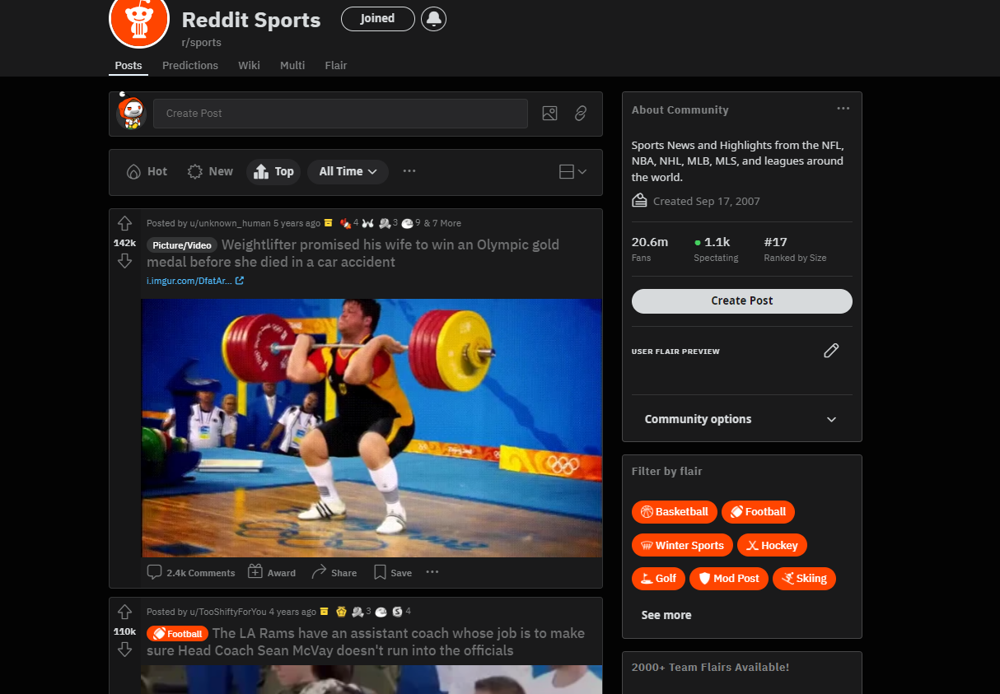 Reddit Sports
Joined
r/sports
Posts Predictions Wiki Multi Flair
Create Post
Hot New Top All Time
Posted by u/unknown_human 5 years ago 4 3 9 & 7 More
142k
Picture/Video Weightlifter promised his wife to win an Olympic gold
medal before she died in a car accident
i.imgur.com/DfatAr...
2.4k Comments Award Share Save
Posted by u/TooShiftyForYou 4 years ago 3 4
110k
Football The LA Rams have an assistant coach whose job is to make
sure Head Coach Sean McVay doesn't run into the officials
About Community
Sports News and Highlights from the NFL,
NBA, NHL, MLB, MLS, and leagues around
the world.
Created Sep 17, 2007
20.6m 1.1k #17
Fans Spectating Ranked by Size
Create Post
USER FLAIR PREVIEW
Community options
Filter by flair
Basketball Football
Winter Sports Hockey
Golf Mod Post Skiing
See more
2000+ Team Flairs Available!